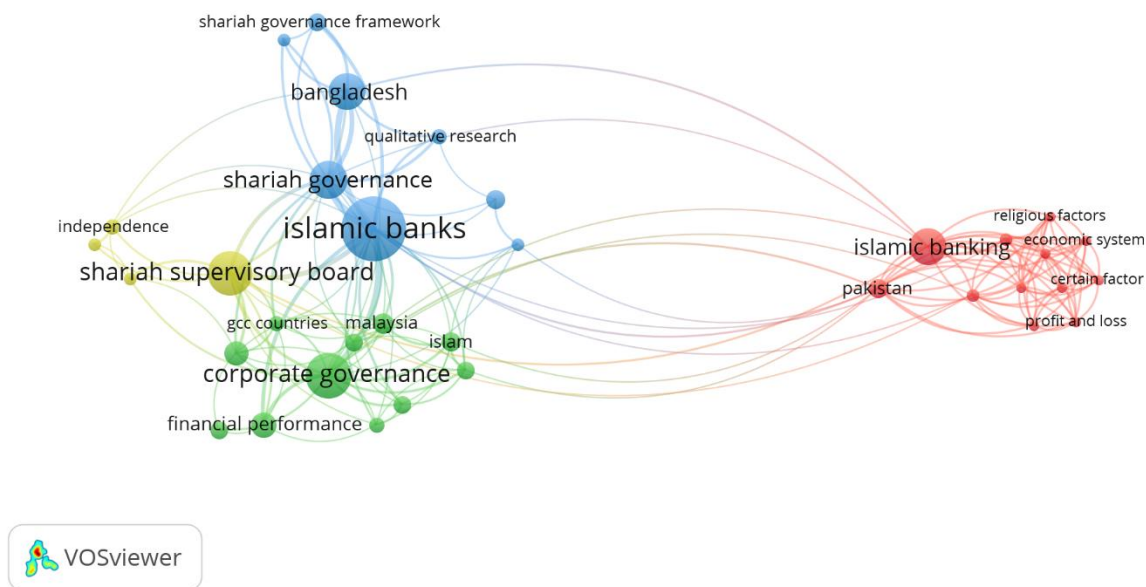 shariah governance framework
bangladesh
qualitative research
shariah governance
islamic banks
independence
shariah supervisory board
gcc countries
malaysia
islam
corporate governance
financial performance
religious factors
islamic banking
economic system
pakistan
certain factor
profit and loss
VOSviewer